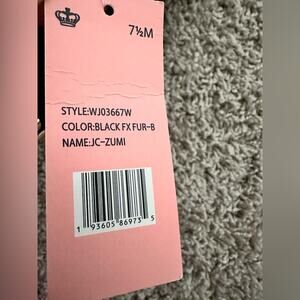 7½M
STYLE:WJ03667W
COLOR:BLACK FX FUR-B
NAME:JC-ZUMI
1 93605 86973 5